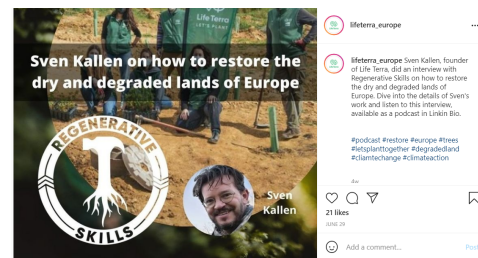 Life Terra
LET'S PLANT
Sven Kallen on how to restore the
dry and degraded lands of Europe
REGENERATIVE
SKILLS
Sven
Kallen
lifeterra_europe
lifeterra_europe Sven Kallen, founder
of Life Terra, did an interview with
Regenerative Skills on how to restore
the dry and degraded lands of
Europe. Dive into the details of Sven's
work and listen to this interview,
available as a podcast in Linkin Bio.
#podcast #restore #europe #trees
#letsplanttogether #degradedland
#cliamtechange #climateaction
4w
21 likes
JUNE 29
Add a comment...
Post